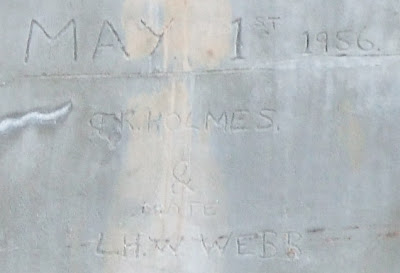 MAY 1ST 1956.
C.K. HOLMES.
&
MATE
L.H.W. WEBB.